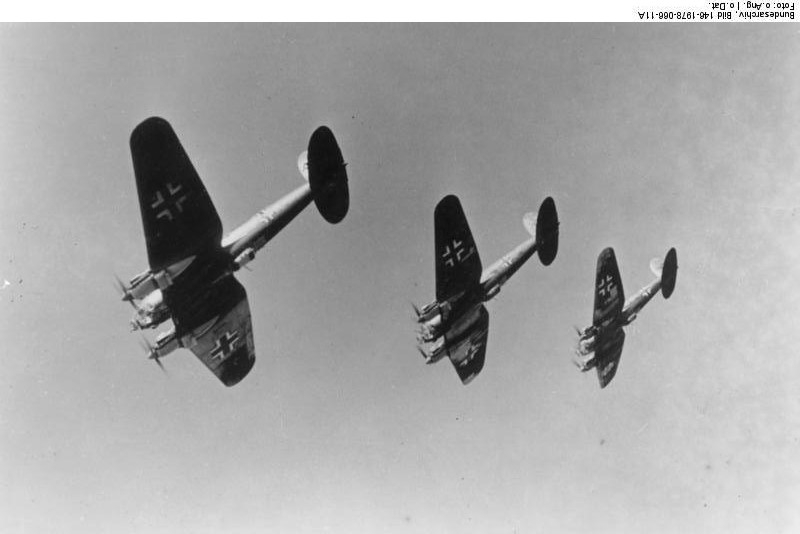 Bundesarchiv, Bild 146-1978-066-11A
Foto: o.Ang. | o.Dat.